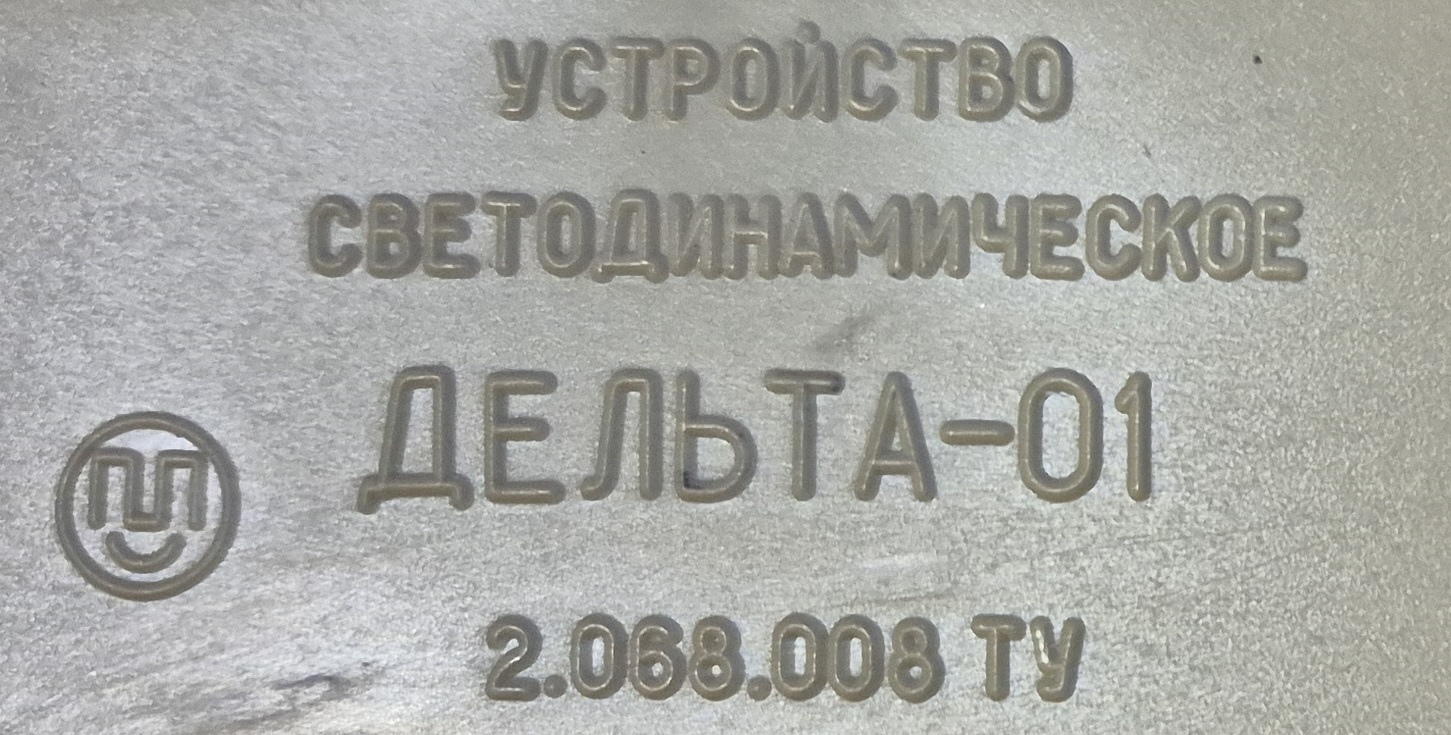 УСТРОЙСТВО
СВЕТОДИНАМИЧЕСКОЕ
ДЕЛЬТА-01
2.068.008 ТУ